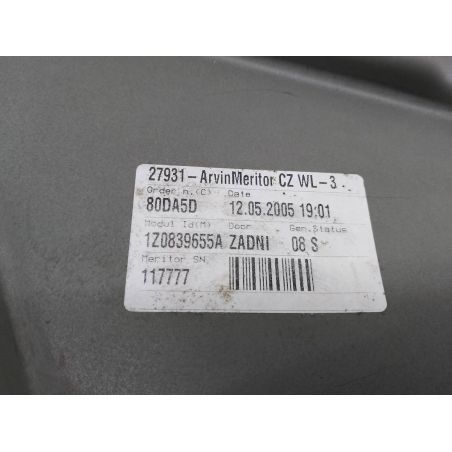 27931-ArvinMeritor CZ WL-3
Order n.(C) Date
80DA5D 12.05.2005 19:01
Modul Id(M) Door Gen.Status
1Z0839655A ZADNI 08 S
Meritor SN
117777